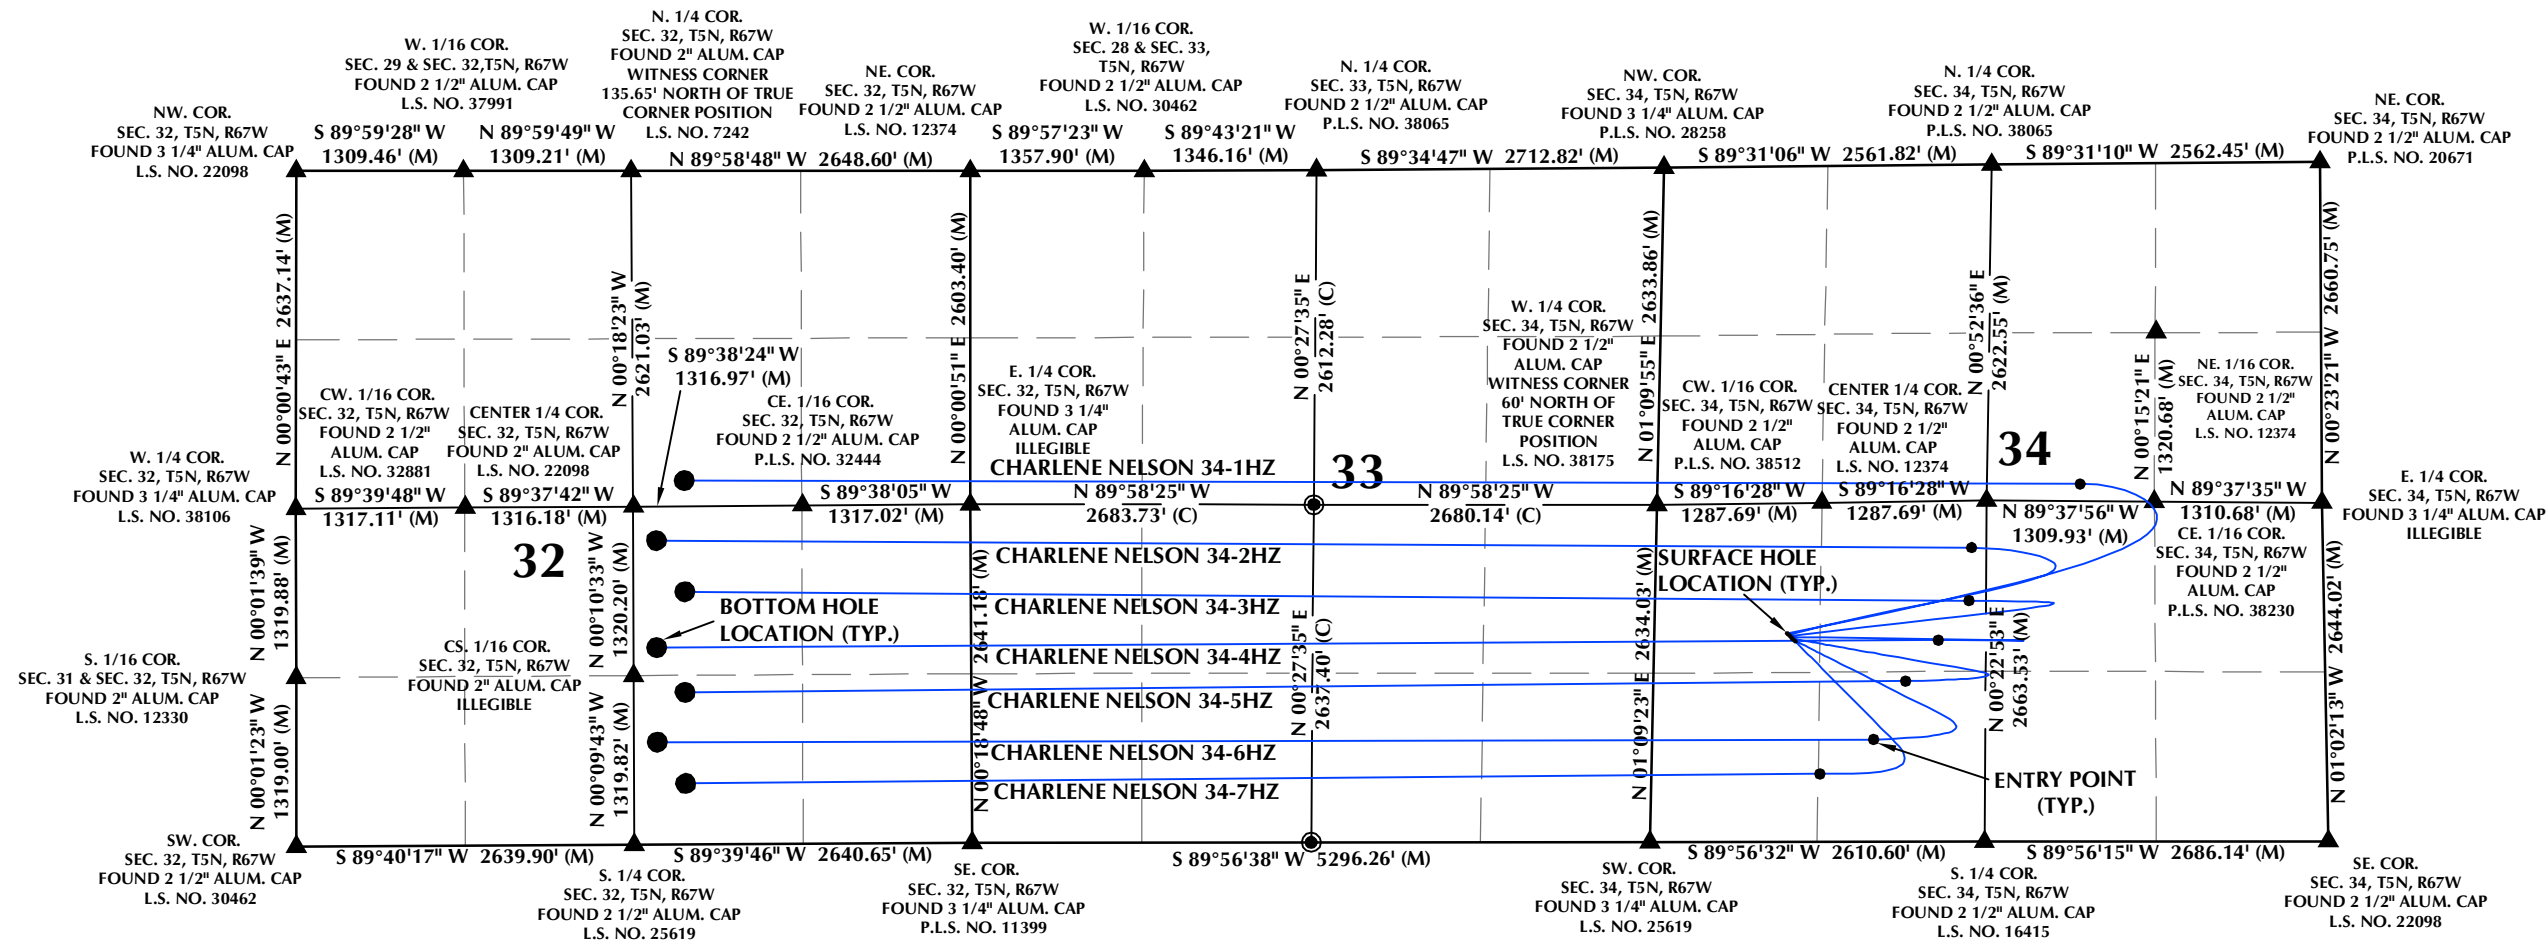 NW. COR.
SEC. 32, T5N, R67W
FOUND 3 1/4" ALUM. CAP
L.S. NO. 22098
W. 1/16 COR.
SEC. 29 & SEC. 32,T5N, R67W
FOUND 2 1/2" ALUM. CAP
L.S. NO. 37991
N. 1/4 COR.
SEC. 32, T5N, R67W
FOUND 2" ALUM. CAP
WITNESS CORNER
135.65' NORTH OF TRUE
CORNER POSITION
L.S. NO. 7242
NE. COR.
SEC. 32, T5N, R67W
FOUND 2 1/2" ALUM. CAP
L.S. NO. 12374
W. 1/16 COR.
SEC. 28 & SEC. 33,
T5N, R67W
FOUND 2 1/2" ALUM. CAP
L.S. NO. 30462
N. 1/4 COR.
SEC. 33, T5N, R67W
FOUND 2 1/2" ALUM. CAP
P.L.S. NO. 38065
NW. COR.
SEC. 34, T5N, R67W
FOUND 3 1/4" ALUM. CAP
P.L.S. NO. 28258
N. 1/4 COR.
SEC. 34, T5N, R67W
FOUND 2 1/2" ALUM. CAP
P.L.S. NO. 38065
NE. COR.
SEC. 34, T5N, R67W
FOUND 2 1/2" ALUM. CAP
P.L.S. NO. 20671
S 89°59'28" W
1309.46' (M)
N 89°59'49" W
1309.21' (M)
N 89°58'48" W 2648.60' (M)
S 89°57'23" W
1357.90' (M)
S 89°43'21" W
1346.16' (M)
S 89°34'47" W 2712.82' (M)
S 89°31'06" W 2561.82' (M)
S 89°31'10" W 2562.45' (M)
N 00°00'43" E 2637.14' (M)
N 00°18'23" W
2621.03' (M)
N 00°00'51" E 2603.40' (M)
N 00°27'35" E
2612.28' (C)
N 01°09'55" E 2633.86' (M)
N 00°52'36" E
2622.55' (M)
N 00°15'21" E
1320.68' (M)
N 00°23'21" W 2660.75' (M)
S 89°38'24" W
1316.97' (M)
CW. 1/16 COR.
SEC. 32, T5N, R67W
FOUND 2 1/2"
ALUM. CAP
L.S. NO. 32881
CENTER 1/4 COR.
SEC. 32, T5N, R67W
FOUND 2" ALUM. CAP
L.S. NO. 22098
CE. 1/16 COR.
SEC. 32, T5N, R67W
FOUND 2 1/2" ALUM. CAP
P.L.S. NO. 32444
E. 1/4 COR.
SEC. 32, T5N, R67W
FOUND 3 1/4"
ALUM. CAP
ILLEGIBLE
W. 1/4 COR.
SEC. 34, T5N, R67W
FOUND 2 1/2"
ALUM. CAP
WITNESS CORNER
60' NORTH OF
TRUE CORNER
POSITION
L.S. NO. 38175
CW. 1/16 COR.
SEC. 34, T5N, R67W
FOUND 2 1/2"
ALUM. CAP
P.L.S. NO. 38512
CENTER 1/4 COR.
SEC. 34, T5N, R67W
FOUND 2 1/2"
ALUM. CAP
L.S. NO. 12374
NE. 1/16 COR.
SEC. 34, T5N, R67W
FOUND 2 1/2"
ALUM. CAP
L.S. NO. 12374
W. 1/4 COR.
SEC. 32, T5N, R67W
FOUND 3 1/4" ALUM. CAP
L.S. NO. 38106
33
34
E. 1/4 COR.
SEC. 34, T5N, R67W
FOUND 3 1/4" ALUM. CAP
ILLEGIBLE
CHARLENE NELSON 34-1HZ
S 89°39'48" W
1317.11' (M)
S 89°37'42" W
1316.18' (M)
S 89°38'05" W
1317.02' (M)
N 89°58'25" W
2683.73' (C)
N 89°58'25" W
2680.14' (C)
S 89°16'28" W
1287.69' (M)
S 89°16'28" W
1287.69' (M)
N 89°37'56" W
1309.93' (M)
N 89°37'35" W
1310.68' (M)
CE. 1/16 COR.
SEC. 34, T5N, R67W
FOUND 2 1/2"
ALUM. CAP
P.L.S. NO. 38230
32
CHARLENE NELSON 34-2HZ
SURFACE HOLE
LOCATION (TYP.)
CHARLENE NELSON 34-3HZ
BOTTOM HOLE
LOCATION (TYP.)
CHARLENE NELSON 34-4HZ
CHARLENE NELSON 34-5HZ
CHARLENE NELSON 34-6HZ
CHARLENE NELSON 34-7HZ
ENTRY POINT
(TYP.)
N 00°01'39" W
1319.88' (M)
N 00°10'33" W
1320.20' (M)
N 00°18'48" W 2641.18' (M)
N 00°27'35" E
2637.40' (C)
N 01°09'23" E 2634.03' (M)
N 00°22'53" E
2663.53' (M)
N 01°02'13" W 2644.02' (M)
S. 1/16 COR.
SEC. 31 & SEC. 32, T5N, R67W
FOUND 2" ALUM. CAP
L.S. NO. 12330
CS. 1/16 COR.
SEC. 32, T5N, R67W
FOUND 2" ALUM. CAP
ILLEGIBLE
N 00°01'23" W
1319.00' (M)
N 00°09'43" W
1319.82' (M)
S 89°40'17" W 2639.90' (M)
S 89°39'46" W 2640.65' (M)
S 89°56'38" W 5296.26' (M)
S 89°56'32" W 2610.60' (M)
S 89°56'15" W 2686.14' (M)
SW. COR.
SEC. 32, T5N, R67W
FOUND 2 1/2" ALUM. CAP
L.S. NO. 30462
S. 1/4 COR.
SEC. 32, T5N, R67W
FOUND 2 1/2" ALUM. CAP
L.S. NO. 25619
SE. COR.
SEC. 32, T5N, R67W
FOUND 3 1/4" ALUM. CAP
P.L.S. NO. 11399
SW. COR.
SEC. 34, T5N, R67W
FOUND 3 1/4" ALUM. CAP
L.S. NO. 25619
S. 1/4 COR.
SEC. 34, T5N, R67W
FOUND 2 1/2" ALUM. CAP
L.S. NO. 16415
SE. COR.
SEC. 34, T5N, R67W
FOUND 2 1/2" ALUM. CAP
L.S. NO. 22098